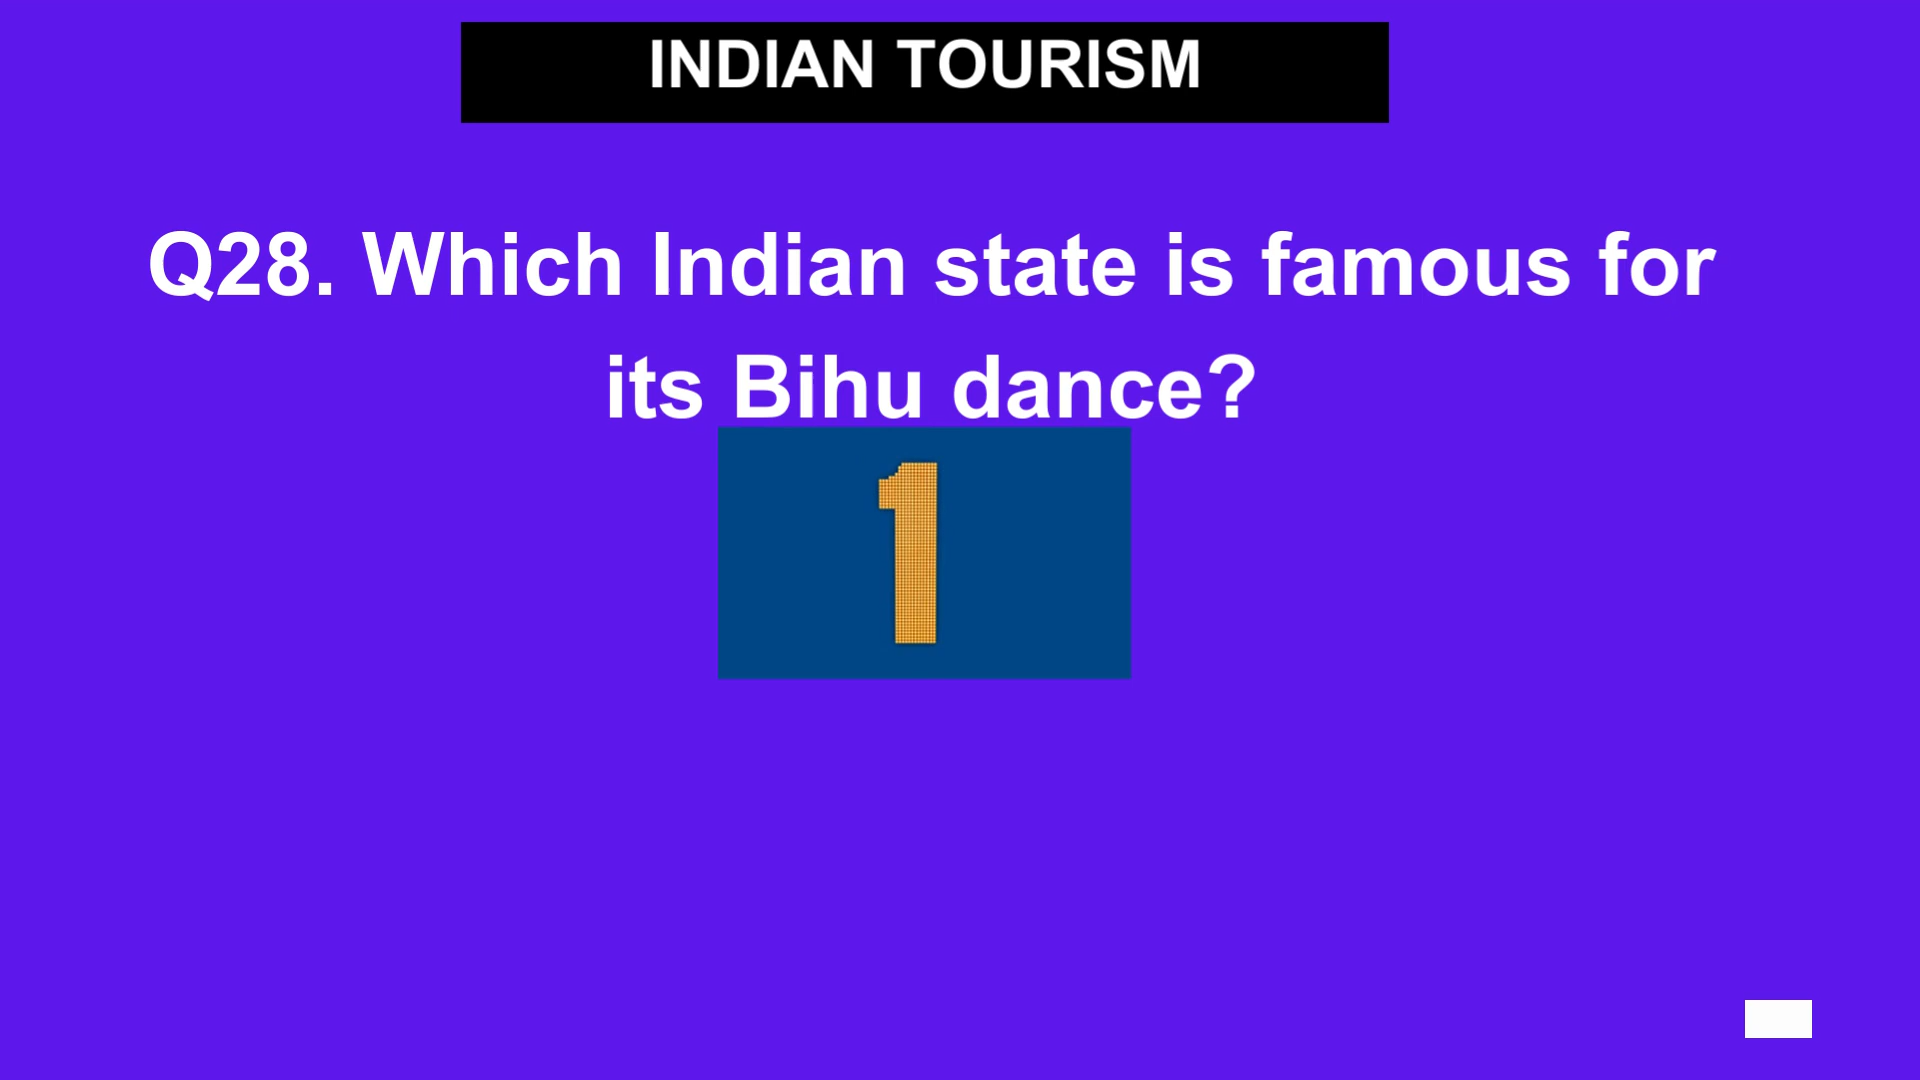 INDIAN TOURISM
Q28. Which Indian state is famous for
its Bihu dance?
1